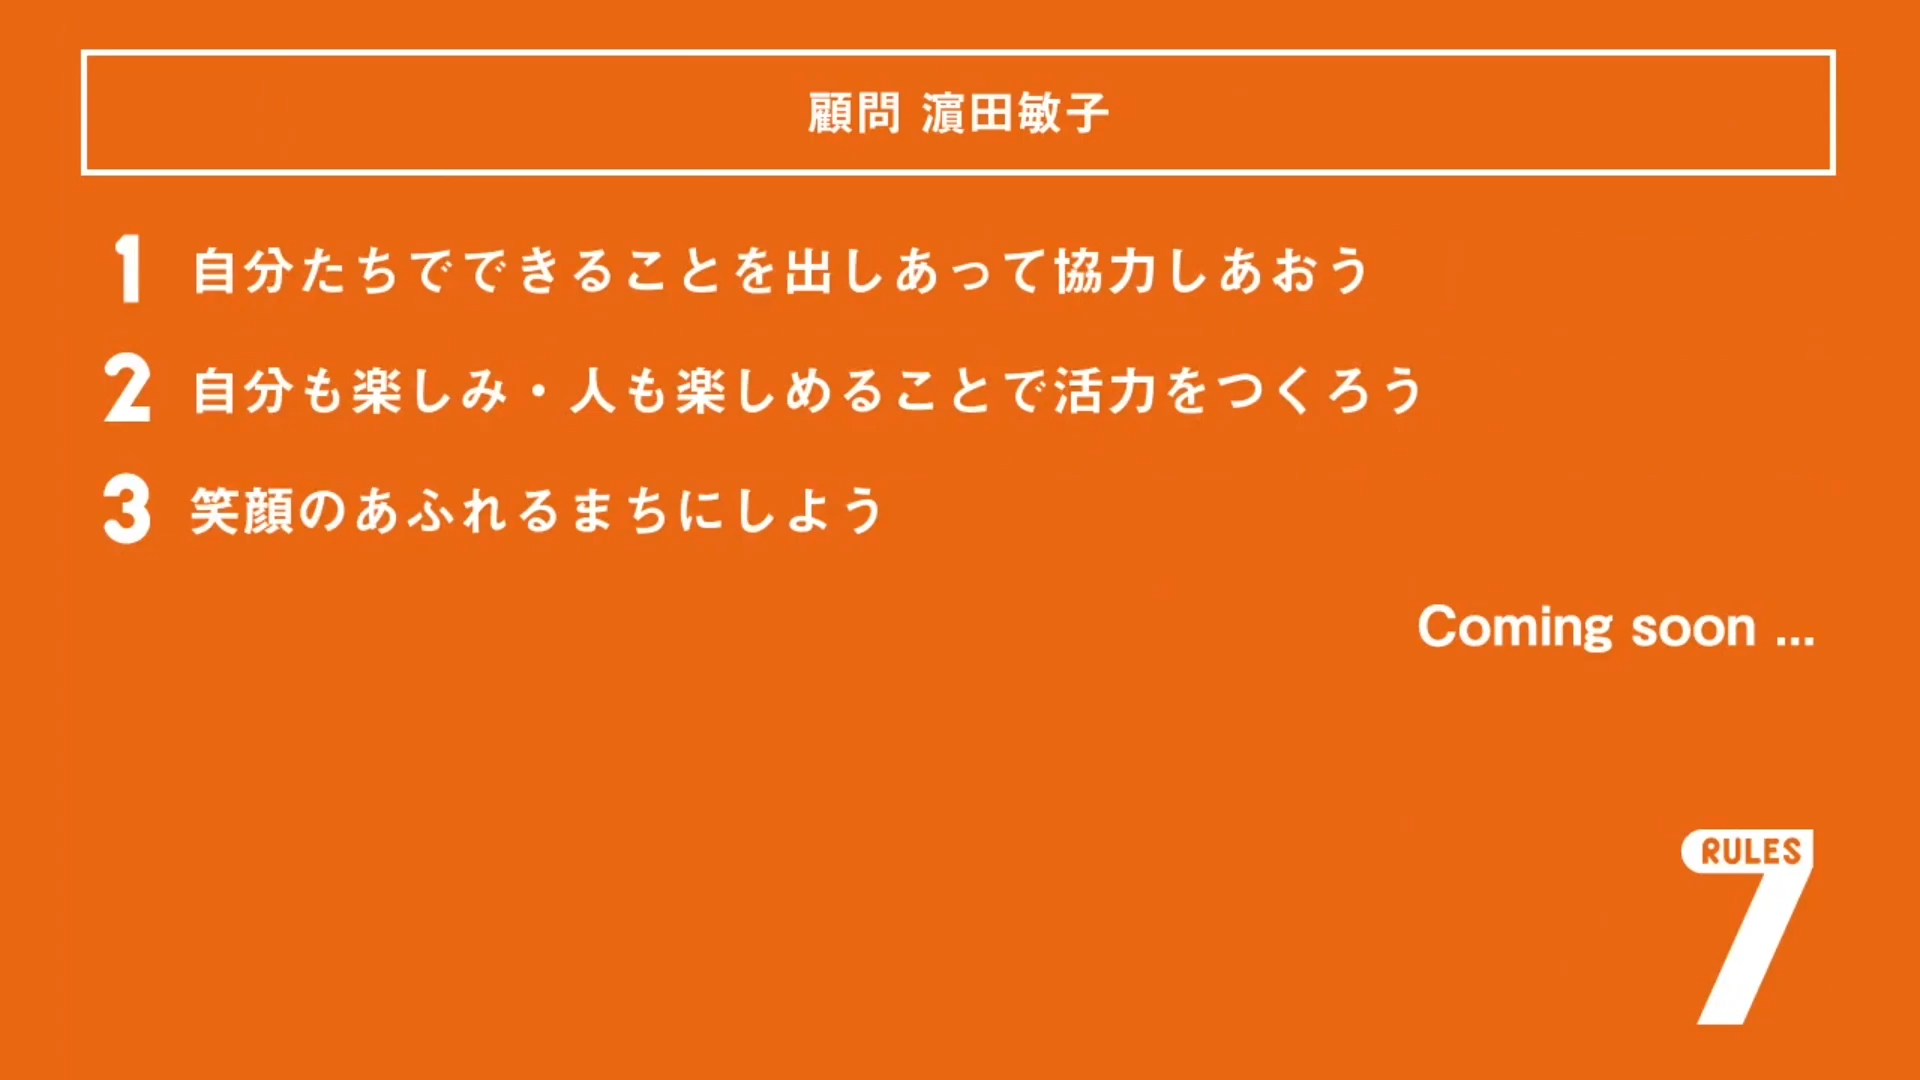 顧問 濵田敏子
1 自分たちでできることを出しあって協力しあおう
2 自分も楽しみ・人も楽しめることで活力をつくろう
3 笑顔のあふれるまちにしよう
Coming soon ...
RULES
7